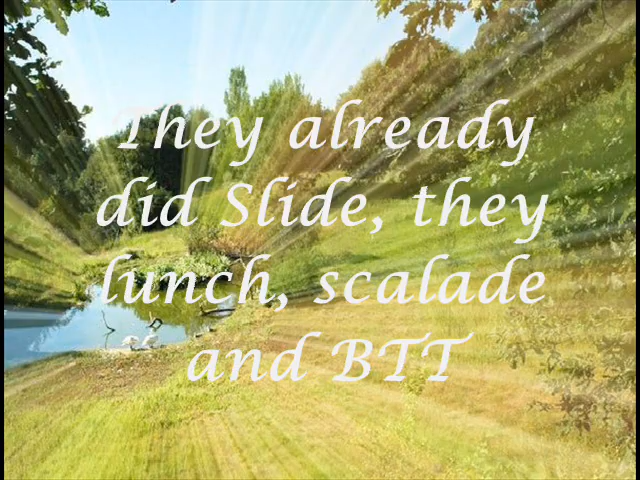 They already
did Slide, they
lunch, scalade
and BTT